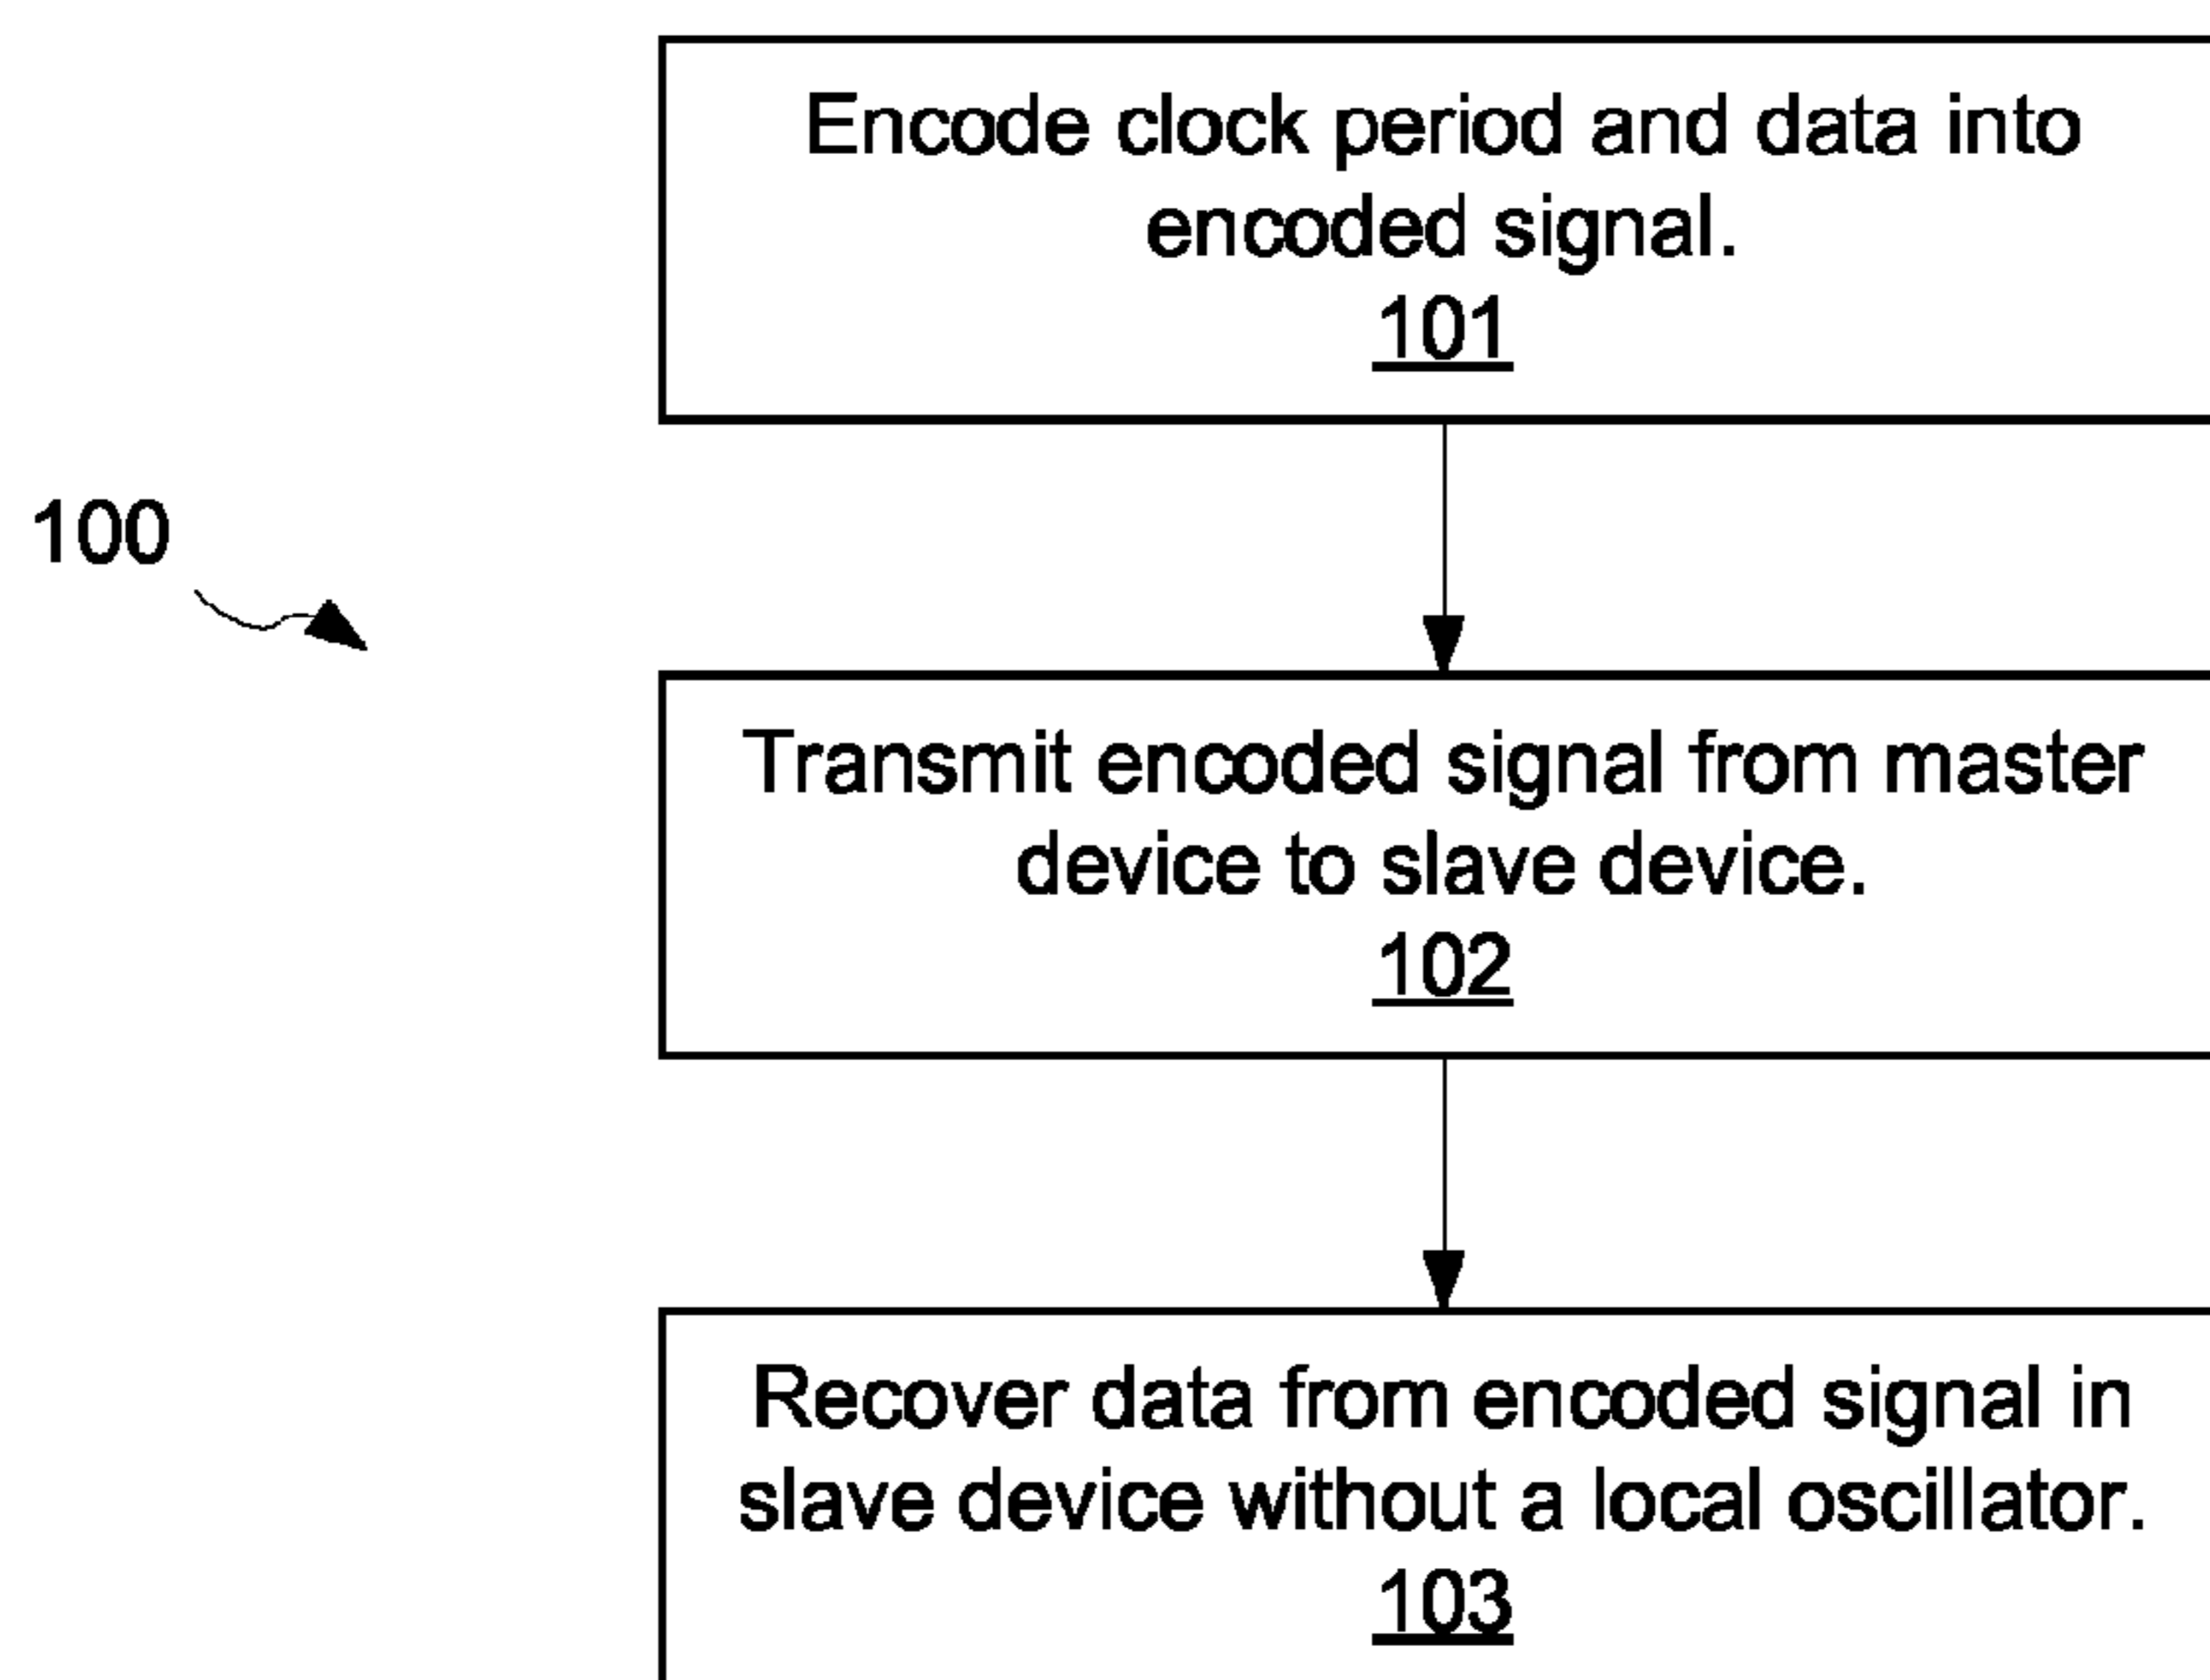 Encode clock period and data into
encoded signal.
101
100
Transmit encoded signal from master
device to slave device.
102
Recover data from encoded signal in
slave device without a local oscillator.
103